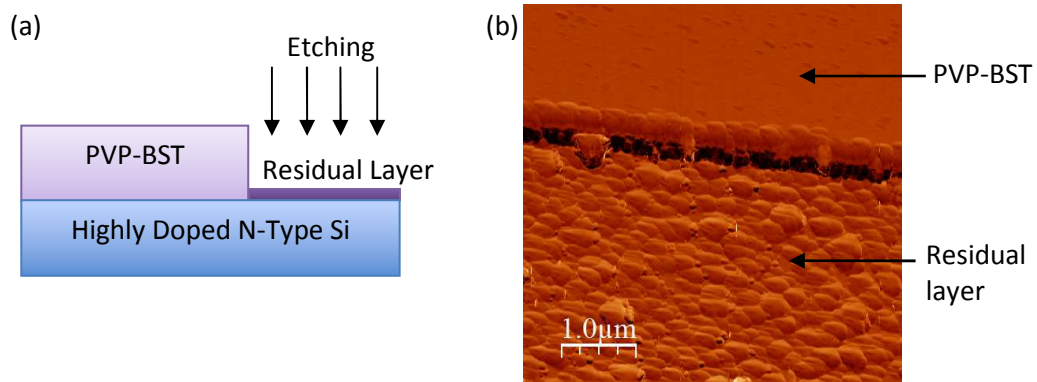 (a)
Etching
PVP-BST
Residual Layer
Highly Doped N-Type Si
(b)
PVP-BST
Residual
layer
1.0µm